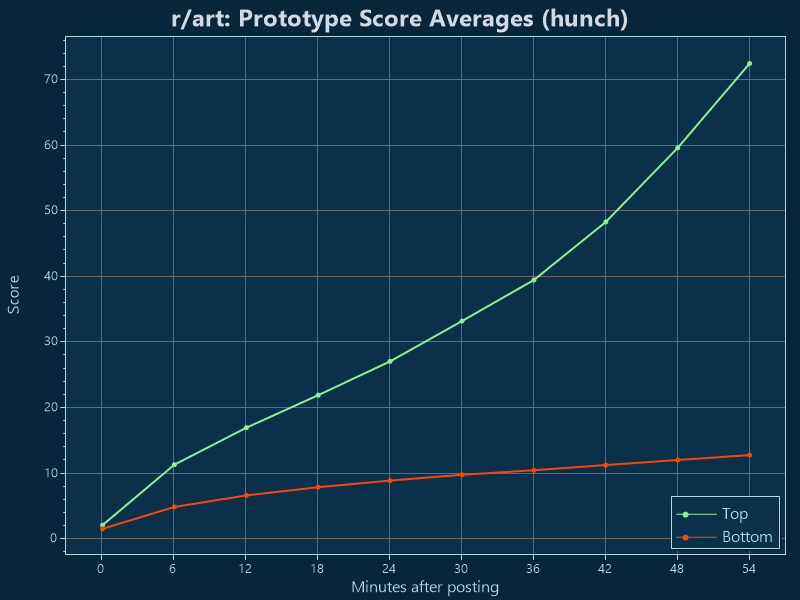 r/art: Prototype Score Averages (hunch)
70
60
50
40
30
20
10
0
Score
0 6 12 18 24 30 36 42 48 54
Minutes after posting
Top
Bottom